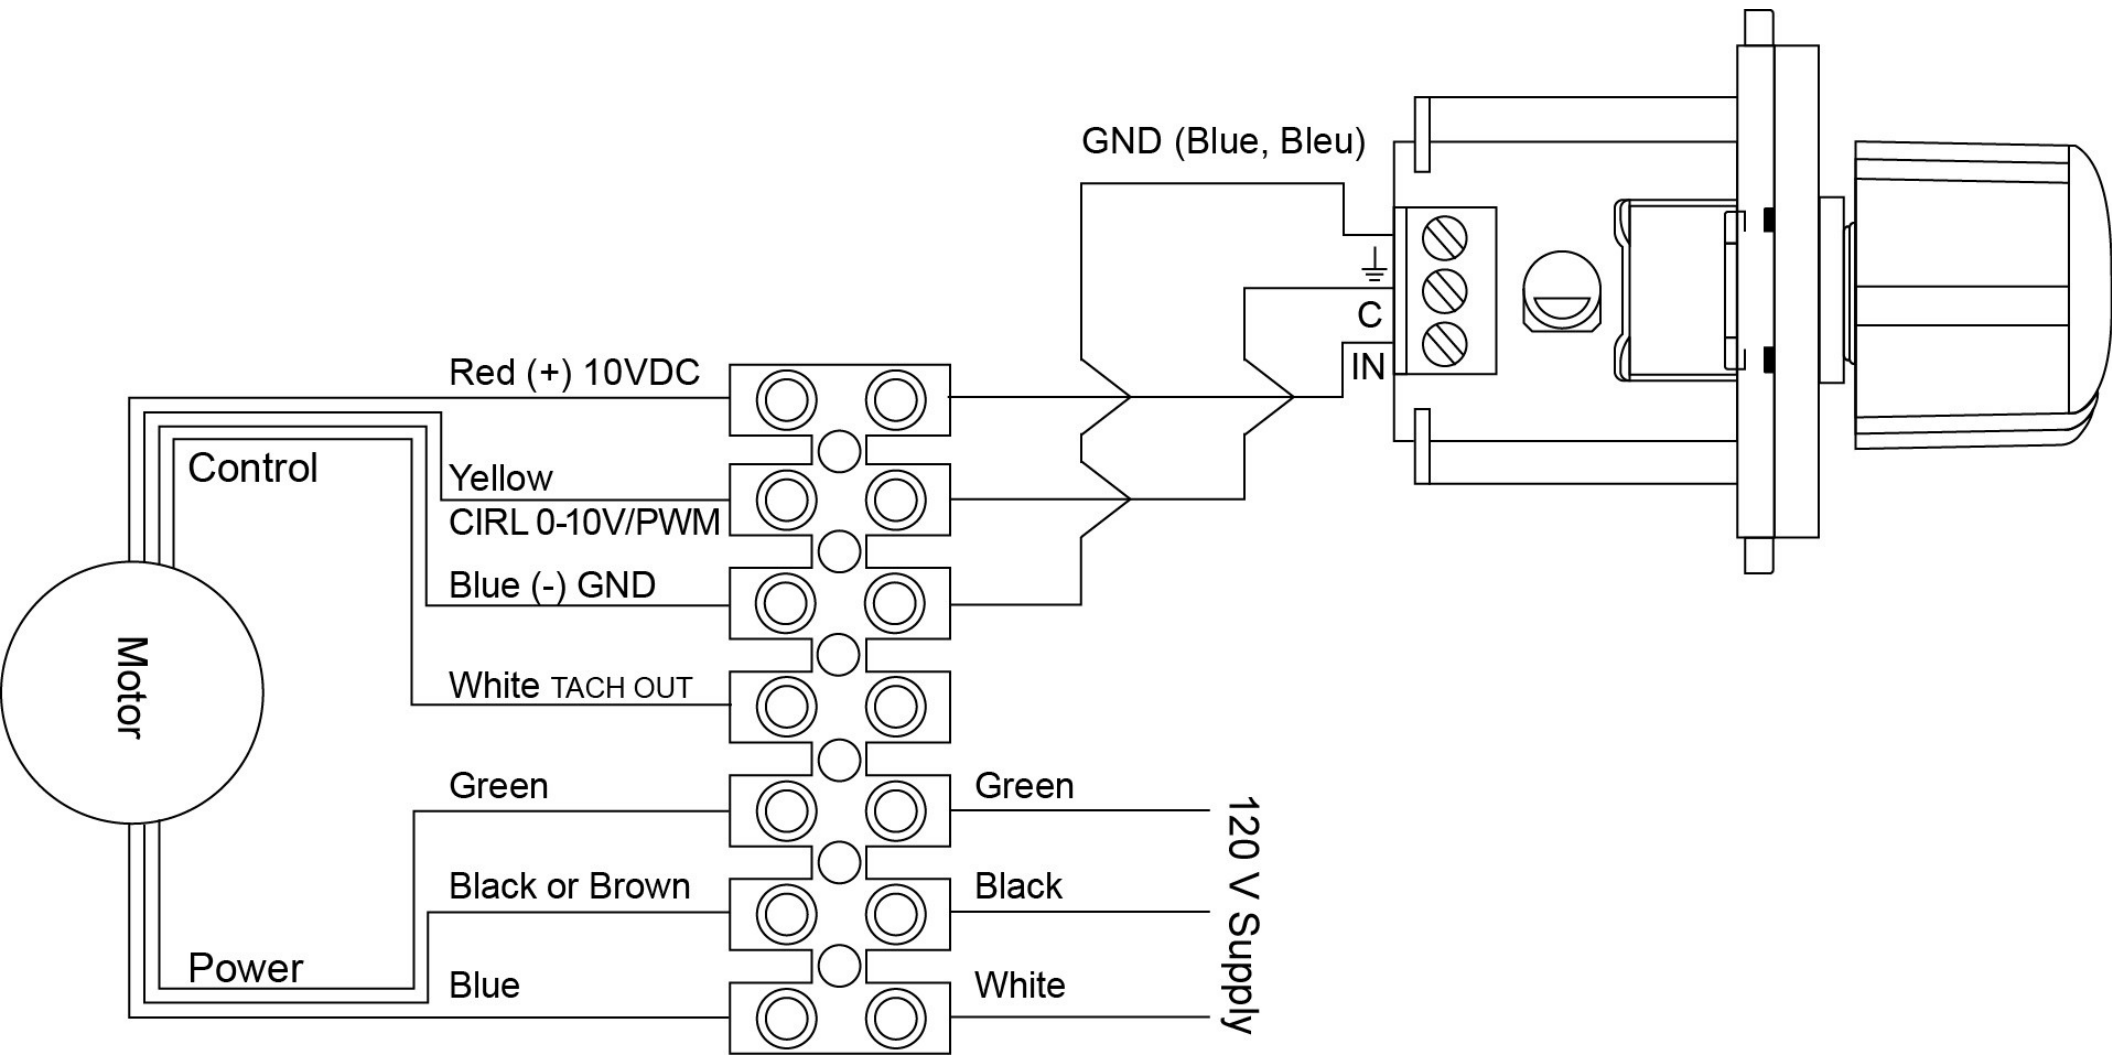 GND (Blue, Bleu)
C
IN
Red (+) 10VDC
Control
Yellow
CIRL 0-10V/PWM
Blue (-) GND
Motor
White TACH OUT
Green
Green
Black or Brown
Black
Power
Blue
White
120 V Supply